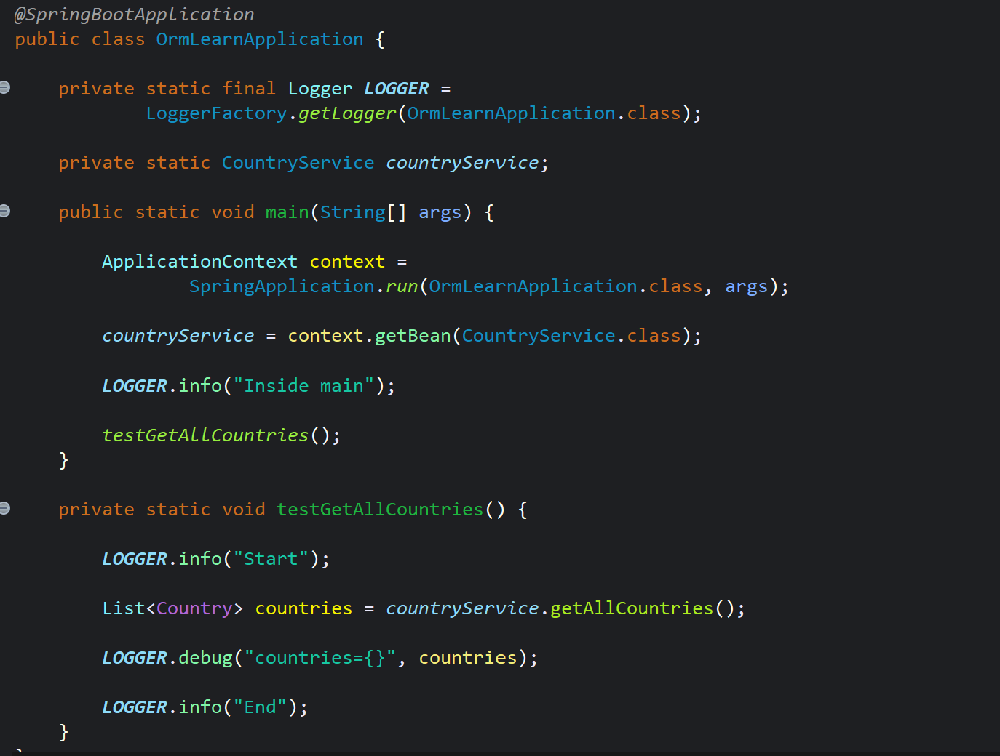 @SpringBootApplication
public class OrmLearnApplication {
private static final Logger LOGGER =
LoggerFactory.getLogger(OrmLearnApplication.class);
private static CountryService countryService;
public static void main(String[] args) {
ApplicationContext context =
SpringApplication.run(OrmLearnApplication.class, args);
countryService = context.getBean(CountryService.class);
LOGGER.info("Inside main");
testGetAllCountries();
}
private static void testGetAllCountries() {
LOGGER.info("Start");
List<Country> countries = countryService.getAllCountries();
LOGGER.debug("countries={}", countries);
LOGGER.info("End");
}